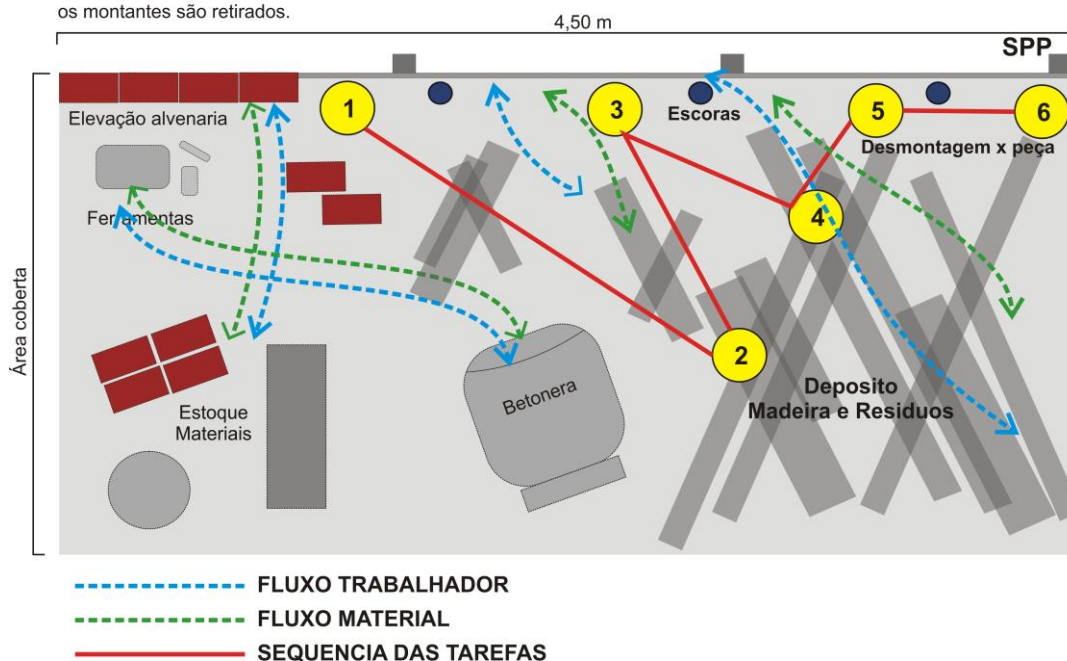 os montantes são retirados.
4,50 m
SPP
1
3
5
6
Elevação alvenaria
Escoras
Desmontagem x peça
4
Ferramentas
Área coberta
2
Deposito
Madeira e Residuos
Betonera
Estoque
Materiais
FLUXO TRABALHADOR
FLUXO MATERIAL
SEQUENCIA DAS TAREFAS